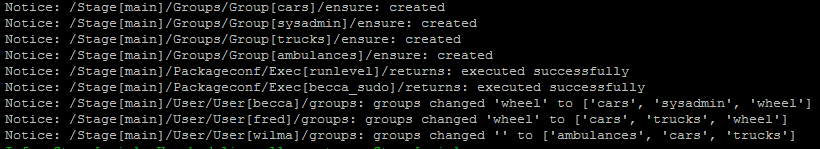 Notice: /Stage[main]/Groups/Group[cars]/ensure: created
Notice: /Stage[main]/Groups/Group[sysadmin]/ensure: created
Notice: /Stage[main]/Groups/Group[trucks]/ensure: created
Notice: /Stage[main]/Groups/Group[ambulances]/ensure: created
Notice: /Stage[main]/Packageconf/Exec[runlevel]/returns: executed successfully
Notice: /Stage[main]/Packageconf/Exec[becca_sudo]/returns: executed successfully
Notice: /Stage[main]/User/User[becca]/groups: groups changed 'wheel' to ['cars', 'sysadmin', 'wheel']
Notice: /Stage[main]/User/User[fred]/groups: groups changed 'wheel' to ['cars', 'trucks', 'wheel']
Notice: /Stage[main]/User/User[wilma]/groups: groups changed '' to ['ambulances', 'cars', 'trucks']